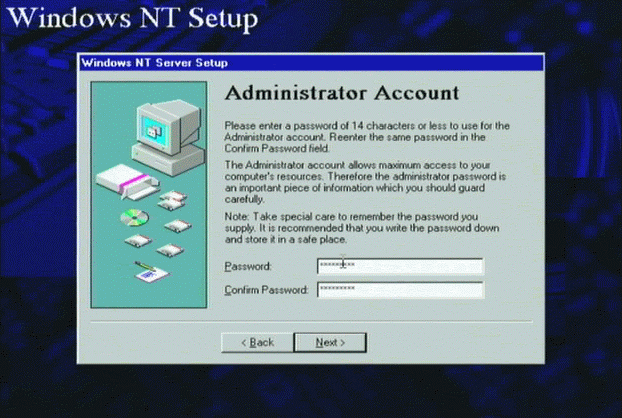 Windows NT Setup
Windows NT Server Setup
Administrator Account
Please enter a password of 14 characters or less to use for the
Administrator account. Reenter the same password in the
Confirm Password field.
The Administrator account allows maximum access to your
computer's resources. Therefore the administrator password is
an important piece of information which you should guard
carefully.
Note: Take special care to remember the password you
supply. It is recommended that you write the password down
and store it in a safe place.
Password: *********
Confirm Password: *********
< Back Next >